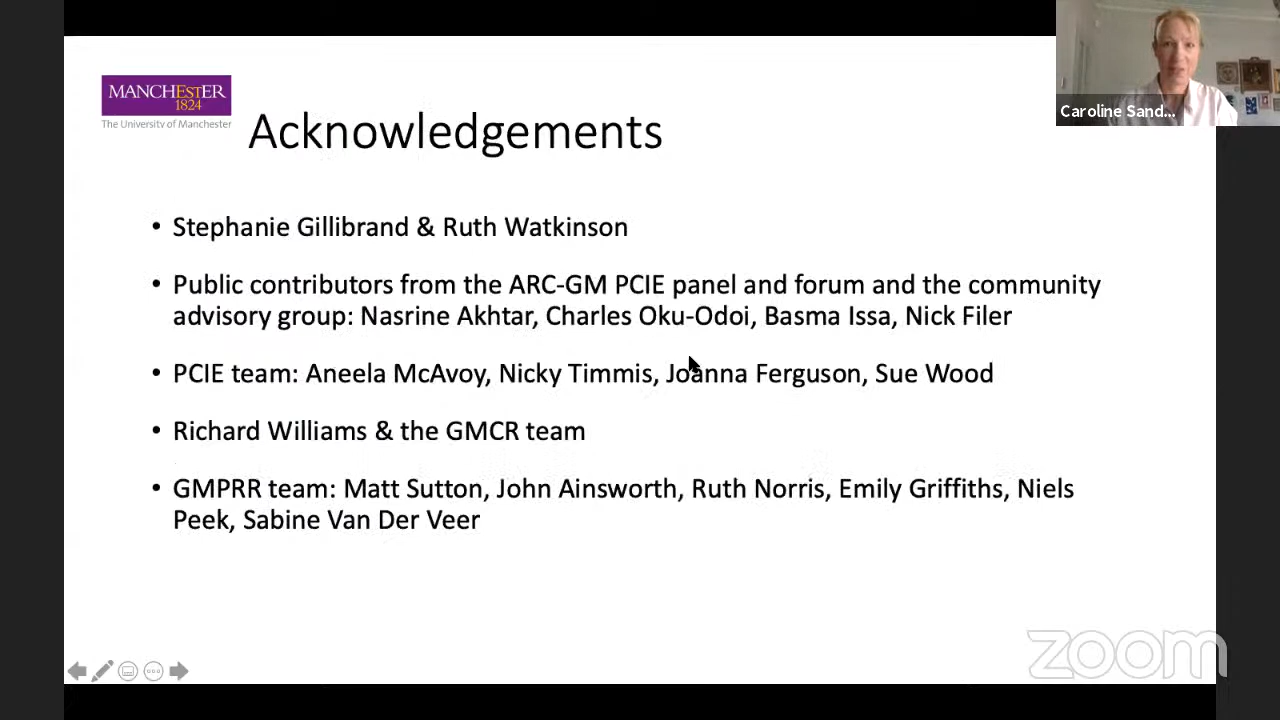 MANCHESTER
1824
The University of Manchester
Acknowledgements
Caroline Sand...
• Stephanie Gillibrand & Ruth Watkinson
• Public contributors from the ARC-GM PCIE panel and forum and the community
advisory group: Nasrine Akhtar, Charles Oku-Odoi, Basma Issa, Nick Filer
• PCIE team: Aneela McAvoy, Nicky Timmis, Joanna Ferguson, Sue Wood
• Richard Williams & the GMCR team
• GMPRR team: Matt Sutton, John Ainsworth, Ruth Norris, Emily Griffiths, Niels
Peek, Sabine Van Der Veer
zoom